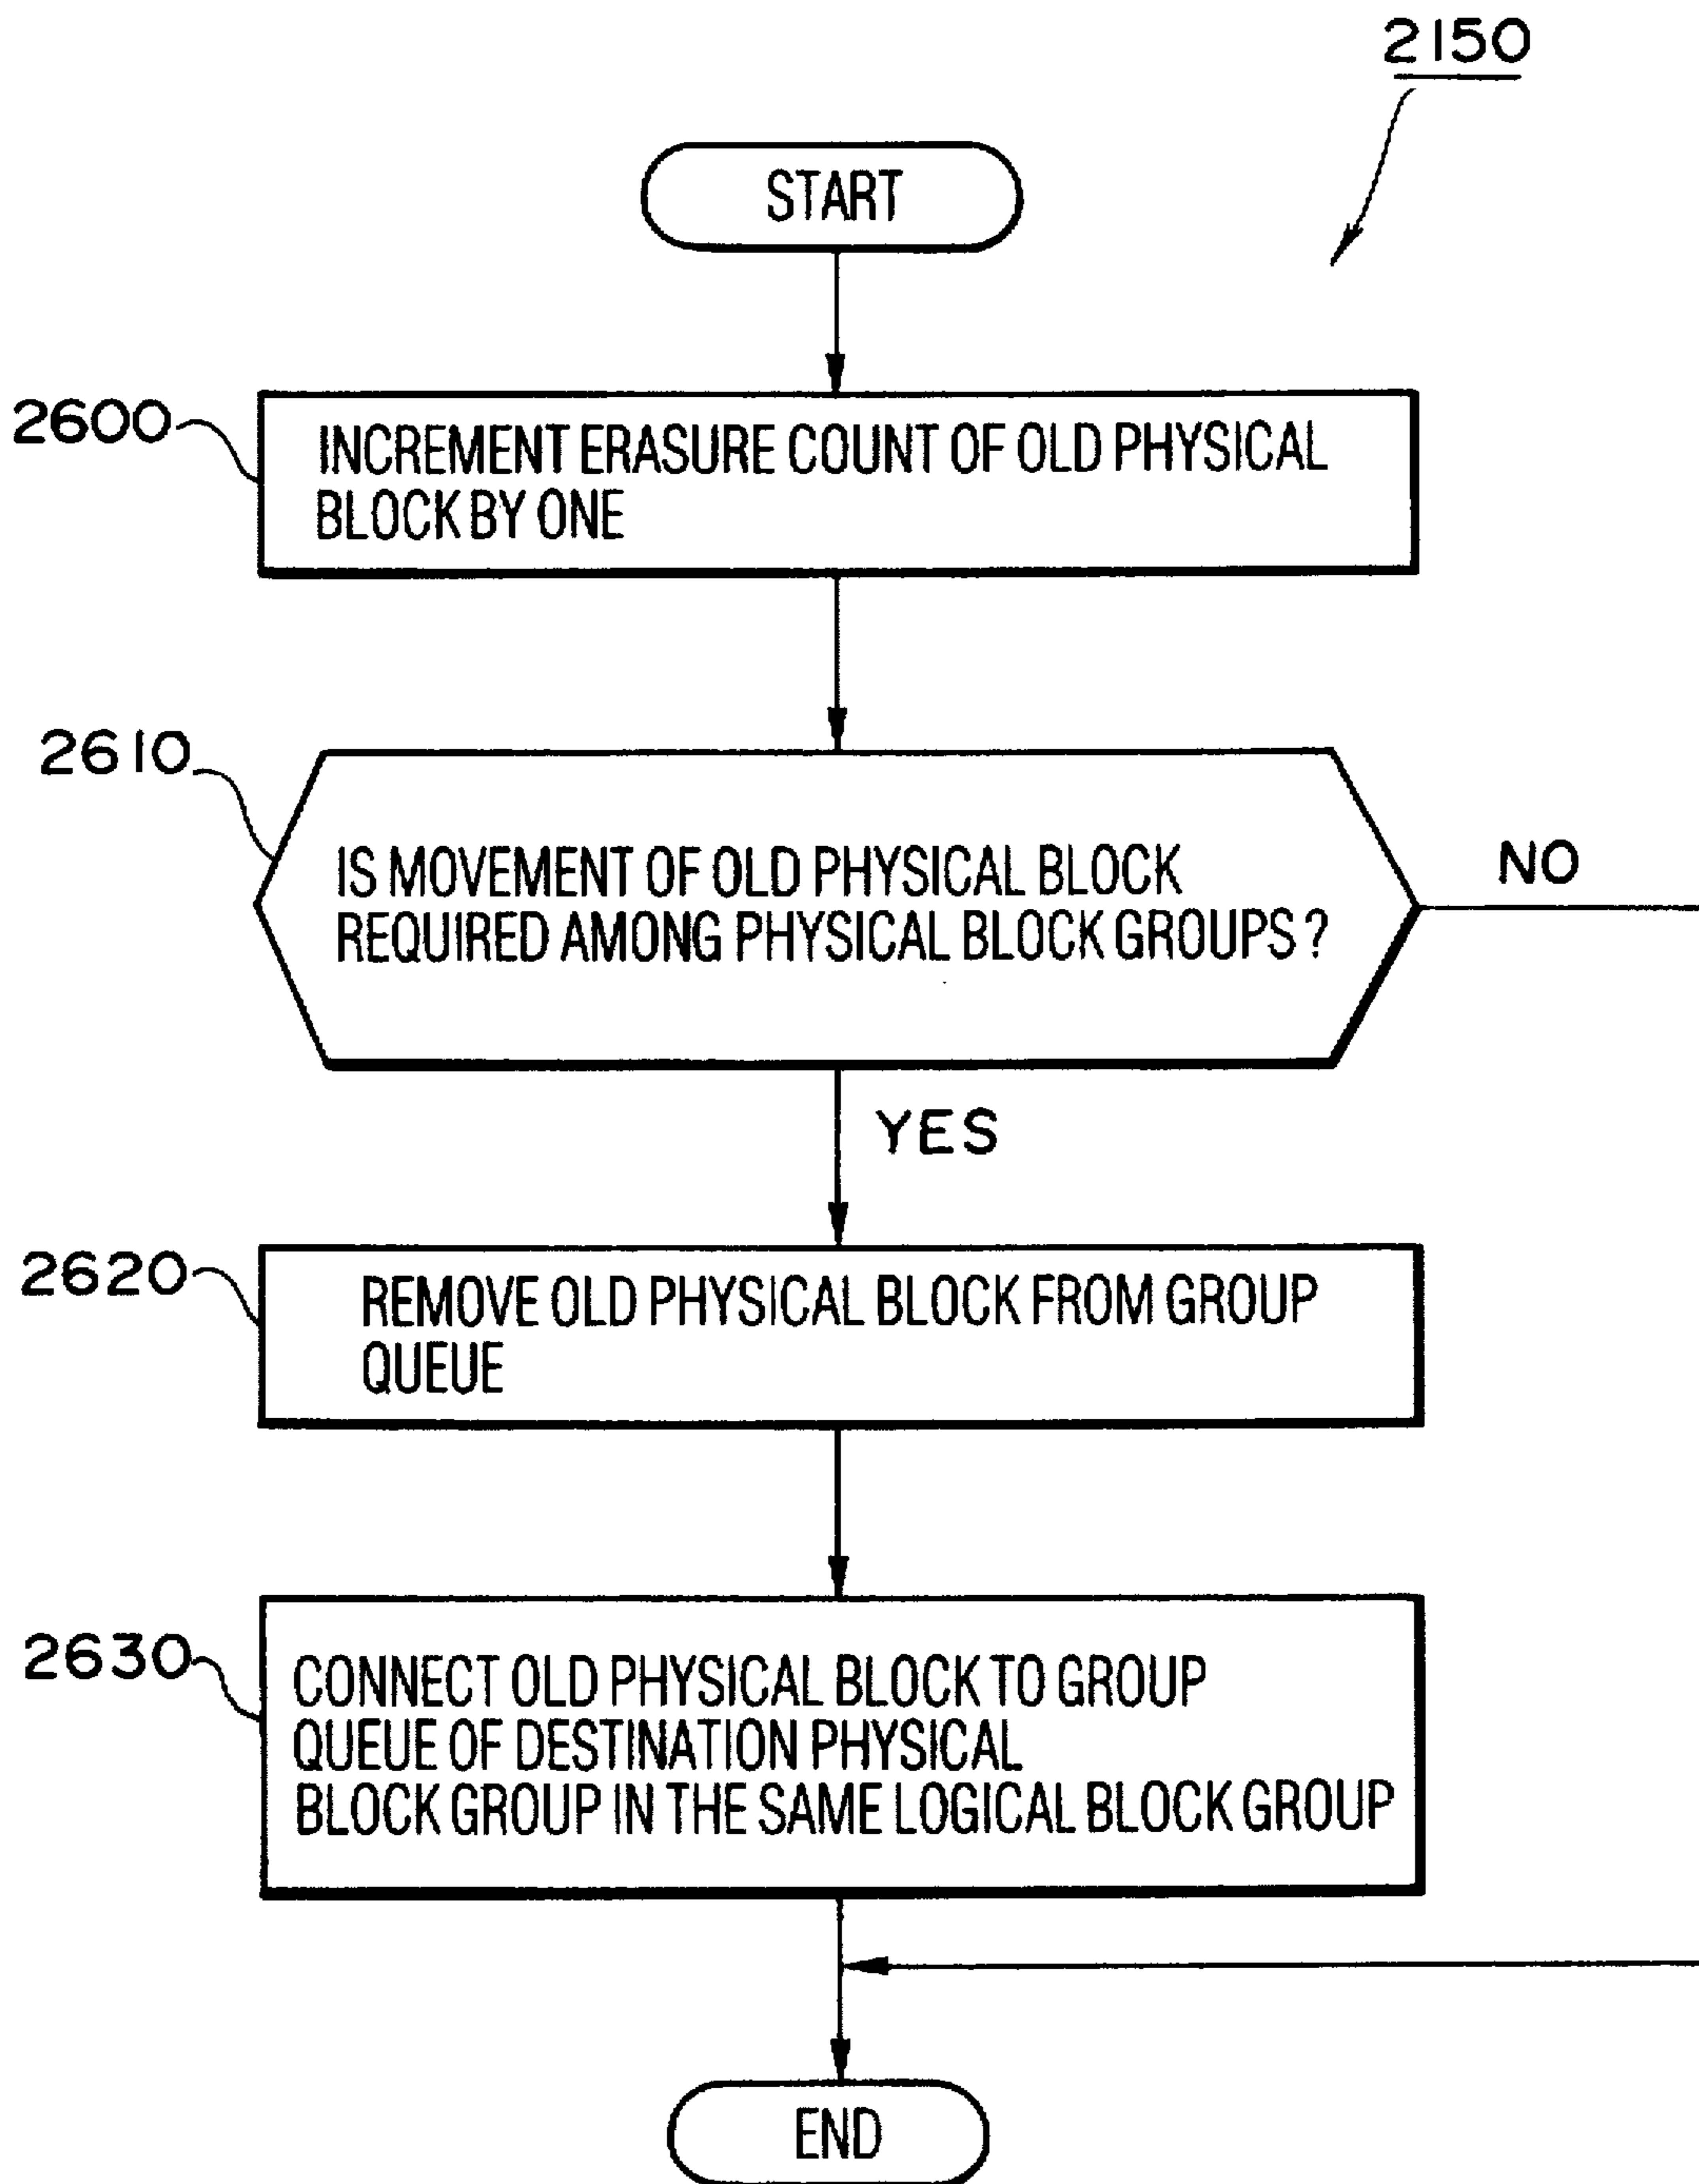 2150
START
2600
INCREMENT ERASURE COUNT OF OLD PHYSICAL
BLOCK BY ONE
2610
IS MOVEMENT OF OLD PHYSICAL BLOCK
REQUIRED AMONG PHYSICAL BLOCK GROUPS?
NO
YES
2620
REMOVE OLD PHYSICAL BLOCK FROM GROUP
QUEUE
2630
CONNECT OLD PHYSICAL BLOCK TO GROUP
QUEUE OF DESTINATION PHYSICAL
BLOCK GROUP IN THE SAME LOGICAL BLOCK GROUP
END